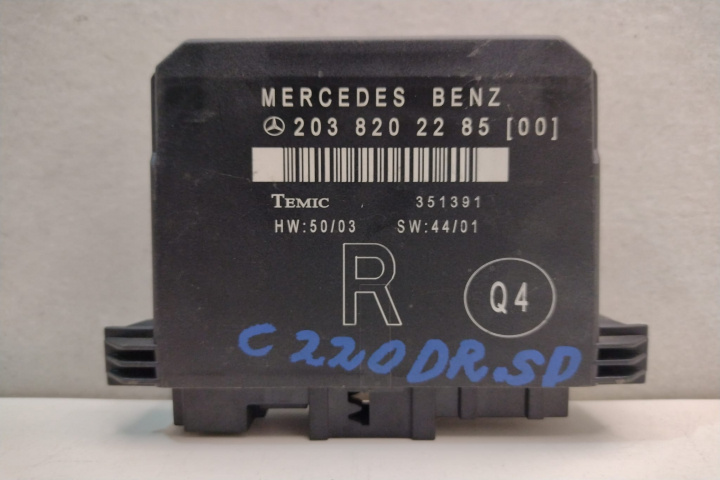 MERCEDES BENZ
203 820 22 85 [00]
TEMIC 351391
HW:50/03 SW:44/01
R
Q4
C 220 DR.SD